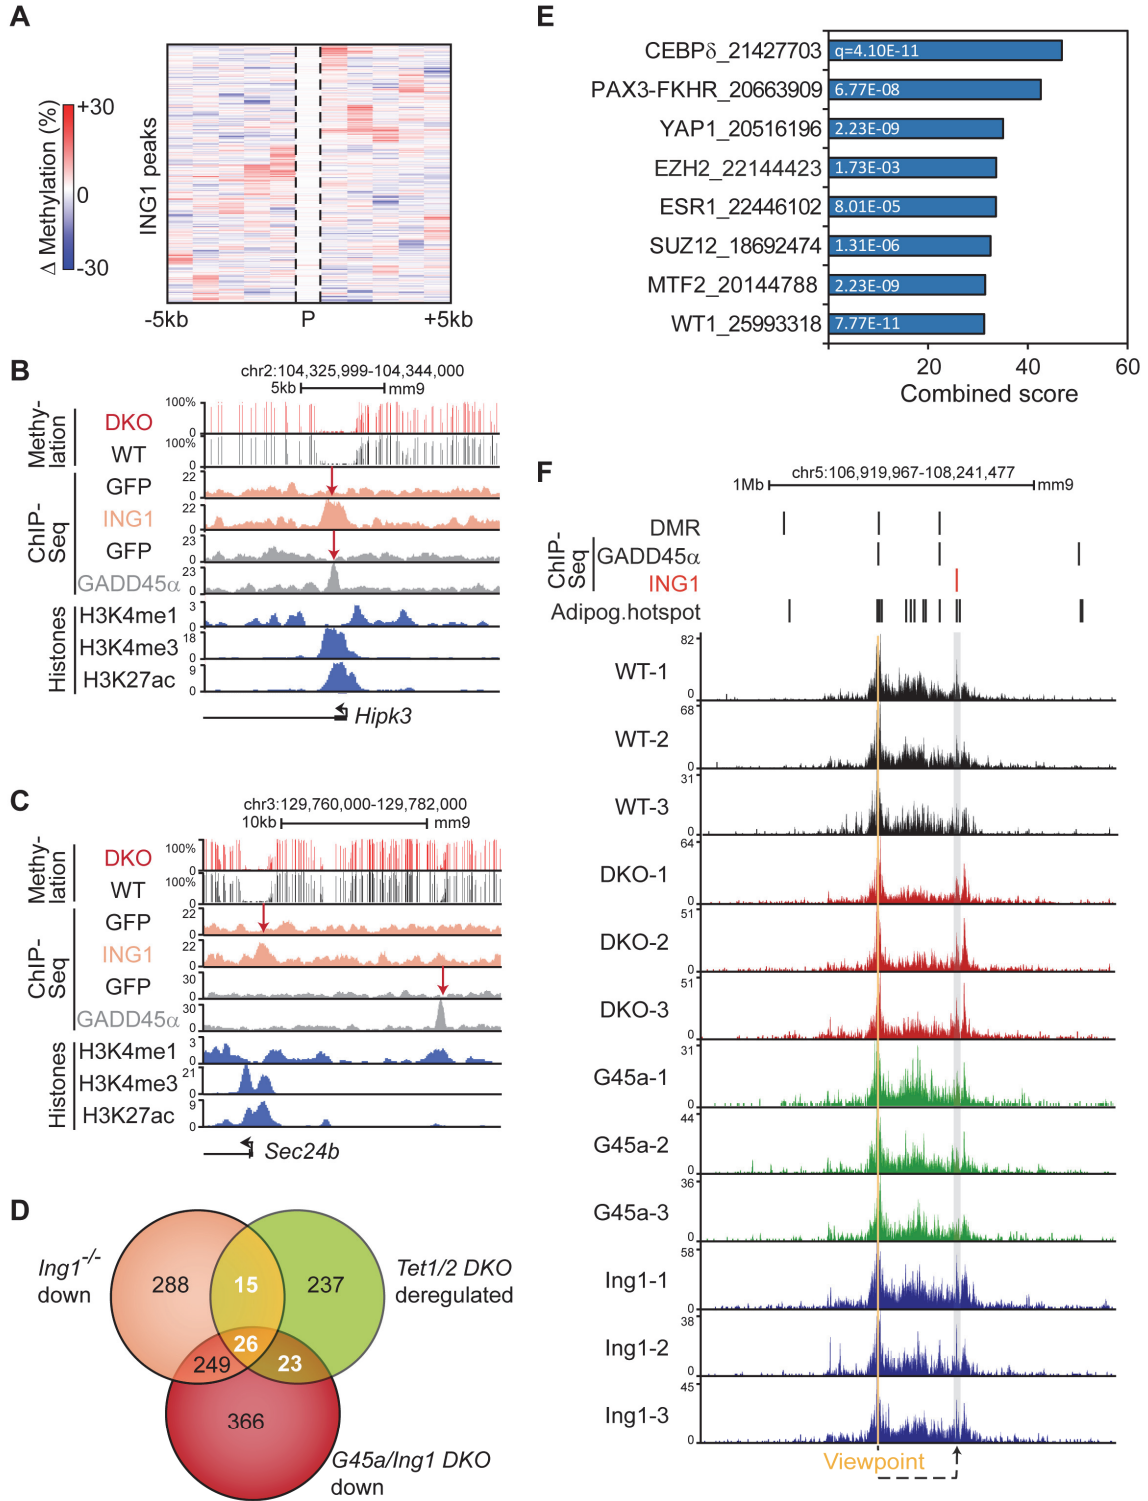 A
Δ Methylation (%)
+30
0
-30
ING1 peaks
-5kb
P
+5kb
B
chr2:104,325,999-104,344,000
5kb
mm9
Methy-
lation
DKO
100%
0
WT
100%
0
ChIP-
Seq
GFP
22
0
ING1
22
0
GFP
23
0
GADD45α
23
0
Histones
H3K4me1
3
0
H3K4me3
18
0
H3K27ac
9
0
Hipk3
C
chr3:129,760,000-129,782,000
10kb
mm9
Methy-
lation
DKO
100%
0
WT
100%
0
ChIP-
Seq
GFP
22
0
ING1
22
0
GFP
30
0
GADD45α
30
0
Histones
H3K4me1
3
0
H3K4me3
21
0
H3K27ac
9
0
Sec24b
D
Ing1-/-
down
Tet1/2 DKO
deregulated
288
15
237
26
249
23
366
G45a/Ing1 DKO
down
E
CEBPδ_21427703
q=4.10E-11
PAX3-FKHR_20663909
6.77E-08
YAP1_20516196
2.23E-09
EZH2_22144423
1.73E-03
ESR1_22446102
8.01E-05
SUZ12_18692474
1.31E-06
MTF2_20144788
2.23E-09
WT1_25993318
7.77E-11
20
40
60
Combined score
F
chr5:106,919,967-108,241,477
1Mb
mm9
DMR
ChIP-
Seq
GADD45α
ING1
Adipog.hotspot
WT-1
82
0
WT-2
68
0
WT-3
31
0
DKO-1
64
0
DKO-2
51
0
DKO-3
51
0
G45a-1
31
0
G45a-2
44
0
G45a-3
36
0
Ing1-1
58
0
Ing1-2
38
0
Ing1-3
45
0
Viewpoint